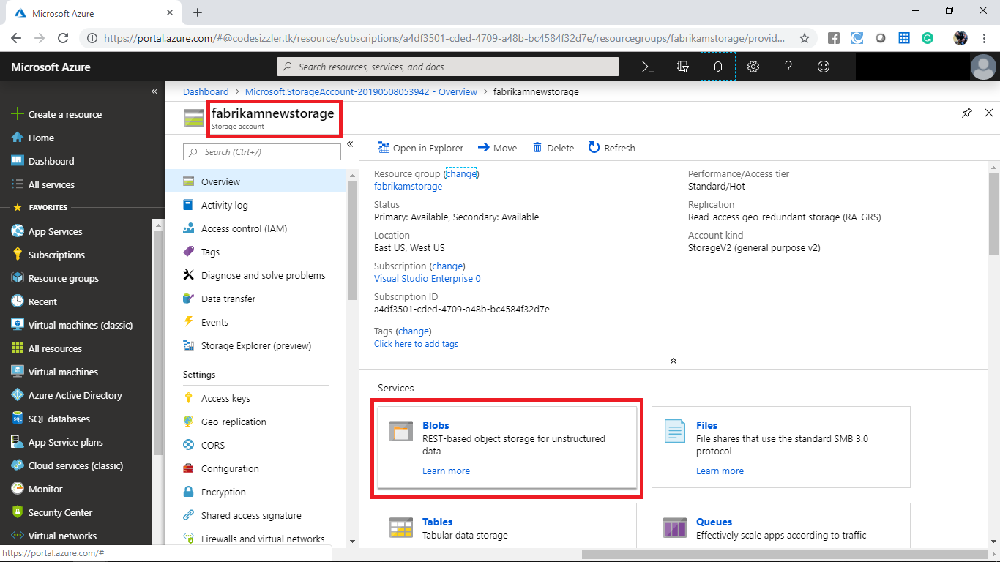 Microsoft Azure
https://portal.azure.com/#@codesizzler.tk/resource/subscriptions/a4df3501-cded-4709-a48b-bc4584f32d7e/resourcegroups/fabrikamstorage/provid...
Microsoft Azure
Search resources, services, and docs
Dashboard > Microsoft.StorageAccount-20190508053942 - Overview > fabrikamnewstorage
fabrikamnewstorage
Storage account
Create a resource
Home
Dashboard
All services
FAVORITES
App Services
Subscriptions
Resource groups
Recent
Virtual machines (classic)
All resources
Virtual machines
Azure Active Directory
SQL databases
App Service plans
Cloud services (classic)
Monitor
Security Center
Virtual networks
https://portal.azure.com/#
Search (Ctrl+/)
Overview
Activity log
Access control (IAM)
Tags
Diagnose and solve problems
Data transfer
Events
Storage Explorer (preview)
Settings
Access keys
Geo-replication
CORS
Configuration
Encryption
Shared access signature
Firewalls and virtual networks
Open in Explorer
Move
Delete
Refresh
Resource group (change)
fabrikamstorage
Status
Primary: Available, Secondary: Available
Location
East US, West US
Subscription (change)
Visual Studio Enterprise 0
Subscription ID
a4df3501-cded-4709-a48b-bc4584f32d7e
Tags (change)
Click here to add tags
Performance/Access tier
Standard/Hot
Replication
Read-access geo-redundant storage (RA-GRS)
Account kind
StorageV2 (general purpose v2)
Services
Blobs
REST-based object storage for unstructured
data
Learn more
Files
File shares that use the standard SMB 3.0
protocol
Learn more
Tables
Tabular data storage
Queues
Effectively scale apps according to traffic